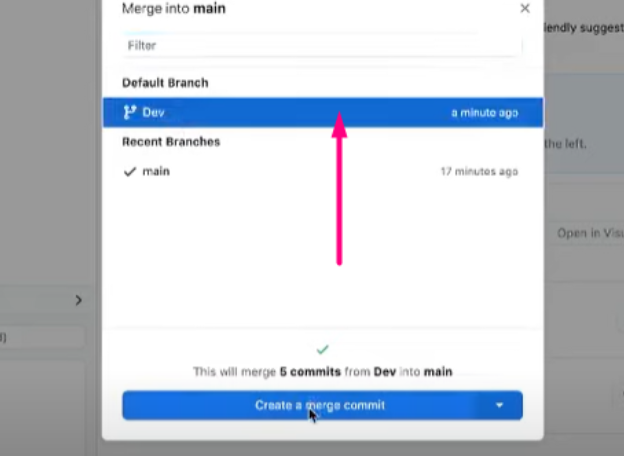 Merge into main
Filter
Default Branch
Dev a minute ago
Recent Branches
main 17 minutes ago
This will merge 5 commits from Dev into main
Create a merge commit
iendly suggest
the left.
Open in Visu